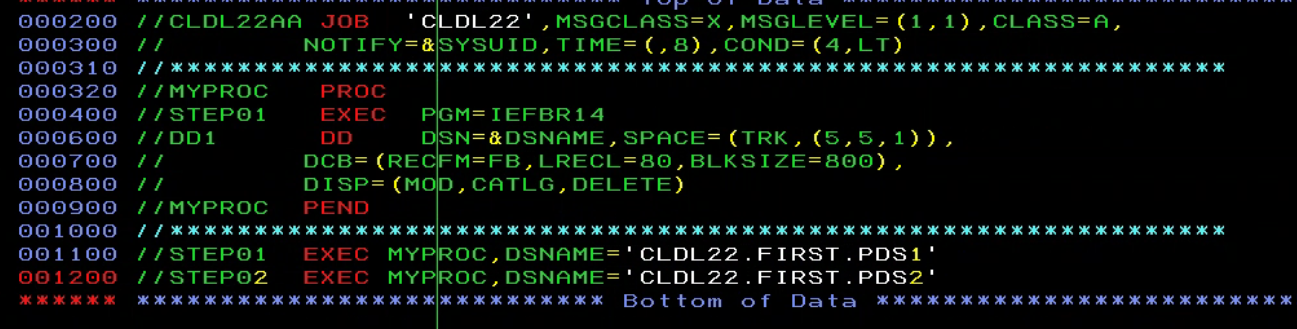 ****** ***************************** Top of Data ******************************
000200 //CLDL22AA JOB  'CLDL22',MSGCLASS=X,MSGLEVEL=(1,1),CLASS=A,
000300 //        NOTIFY=&SYSUID,TIME=(,8),COND=(4,LT)
000310 //***************************************************************
000320 //MYPROC   PROC
000400 //STEP01   EXEC  PGM=IEFBR14
000600 //DD1      DD    DSN=&DSNAME,SPACE=(TRK,(5,5,1)),
000700 //        DCB=(RECFM=FB,LRECL=80,BLKSIZE=800),
000800 //        DISP=(MOD,CATLG,DELETE)
000900 //MYPROC  PEND
001000 //***************************************************************
001100 //STEP01  EXEC MYPROC,DSNAME='CLDL22.FIRST.PDS1'
001200 //STEP02  EXEC MYPROC,DSNAME='CLDL22.FIRST.PDS2'
****** **************************** Bottom of Data *************************